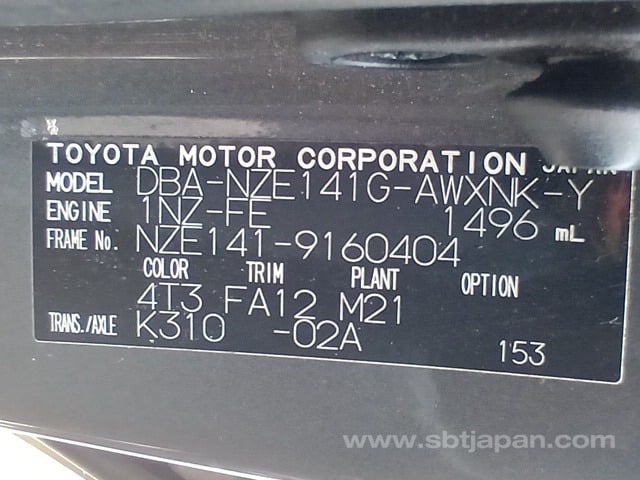 TOYOTA MOTOR CORPORATION JAPAN
MODEL DBA-NZE141G-AWXNK-Y
ENGINE 1NZ-FE 1496 mL
FRAME No. NZE141-9160404
COLOR TRIM PLANT OPTION
4T3 FA12 M21
TRANS./AXLE K310 -02A 153
www.sbtjapan.com